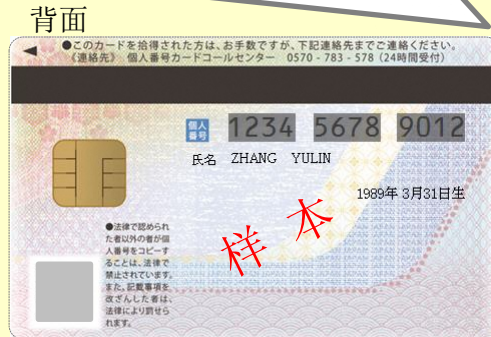 背面
●このカードを拾得された方は、お手数ですが、下記連絡先までご連絡ください。
《連絡先》 個人番号カードコールセンター 0570-783-578（24時間受付）
個人番号 1234 5678 9012
氏名 ZHANG YULIN
1989年 3月31日生
样本
●法律で認められ
た者以外の者が個
人番号をコピーす
ることは、法律で
禁止されています。
また、記載事項を
改ざんした者は、
法律により罰せら
れます。